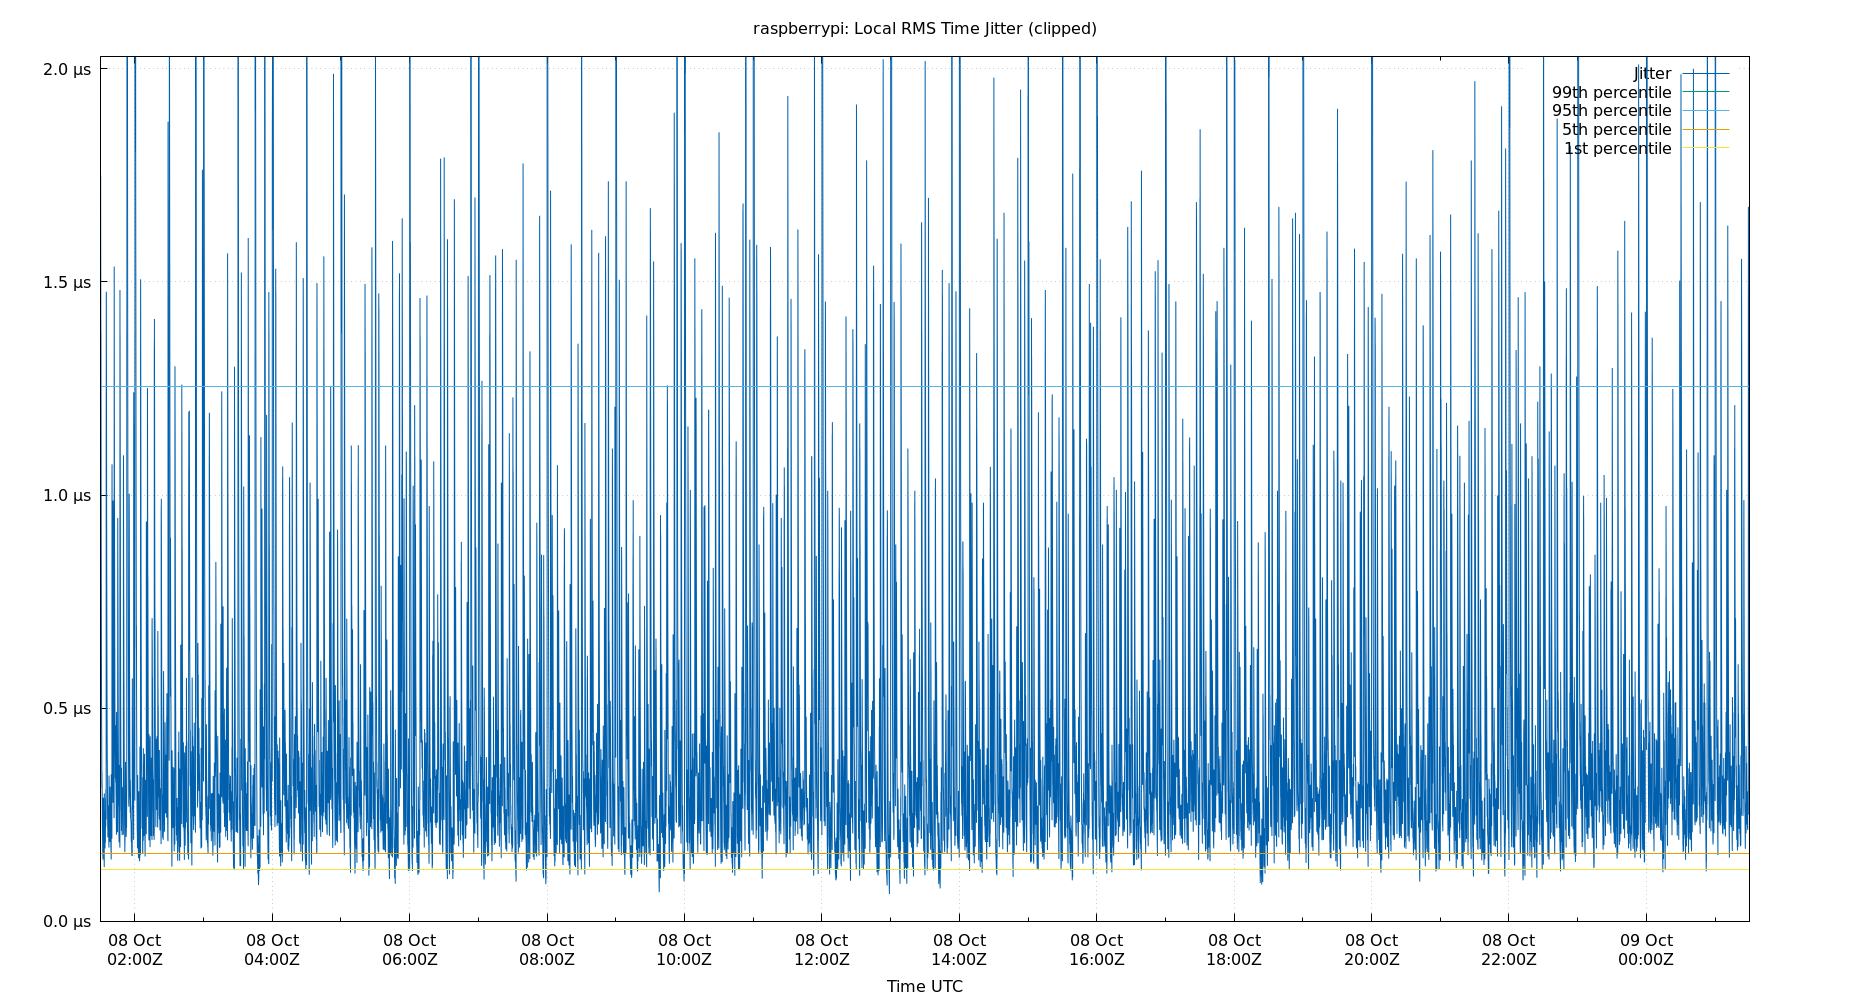 raspberrypi: Local RMS Time Jitter (clipped)
2.0 µs
1.5 µs
1.0 µs
0.5 µs
0.0 µs
Jitter
99th percentile
95th percentile
5th percentile
1st percentile
08 Oct 08 Oct 08 Oct 08 Oct 08 Oct 08 Oct 08 Oct 08 Oct 08 Oct 08 Oct 08 Oct 09 Oct
02:00Z 04:00Z 06:00Z 08:00Z 10:00Z 12:00Z 14:00Z 16:00Z 18:00Z 20:00Z 22:00Z 00:00Z
Time UTC